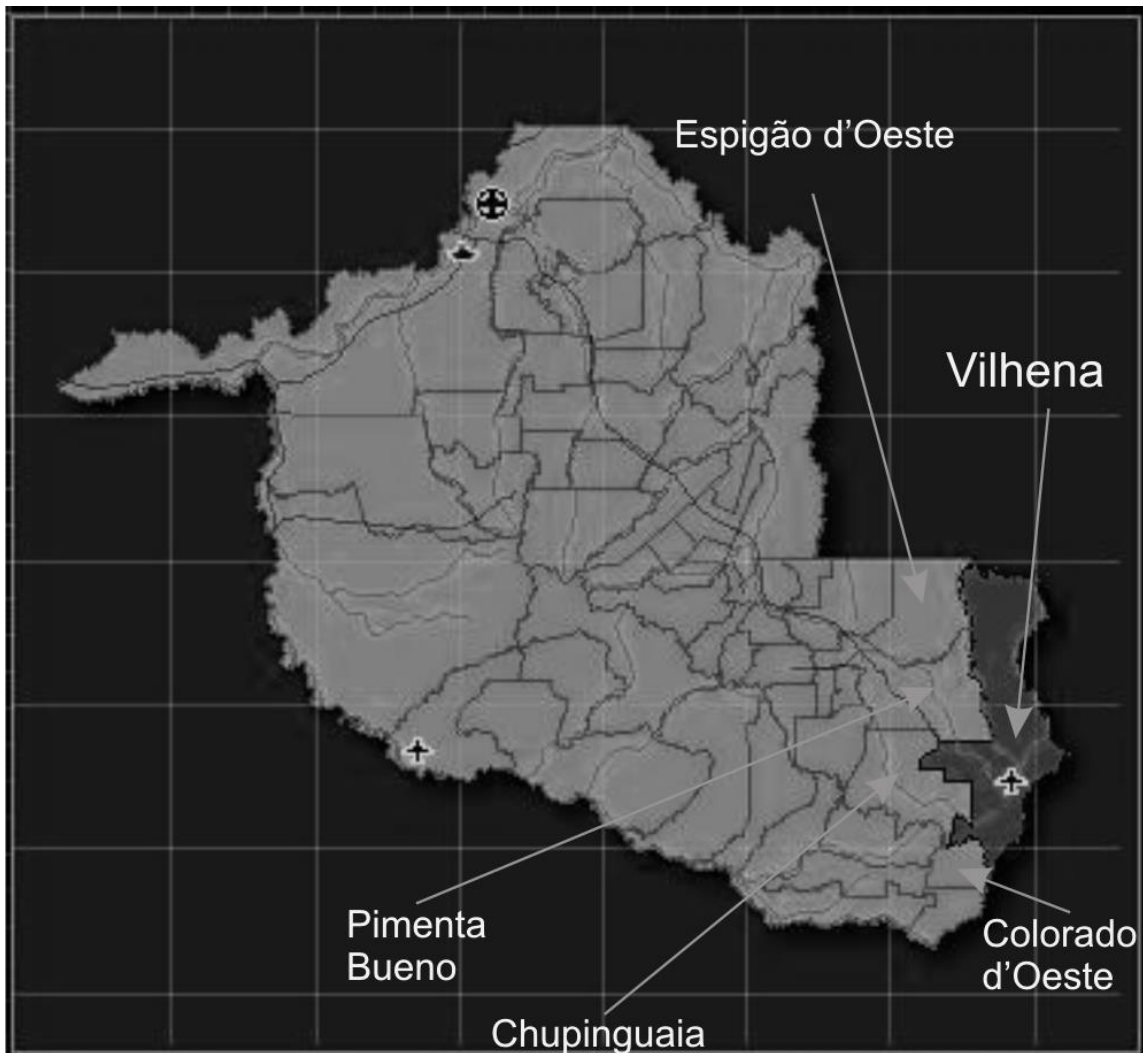 Espigão d’Oeste
Vilhena
Pimenta
Bueno
Colorado
d’Oeste
Chupinguaia